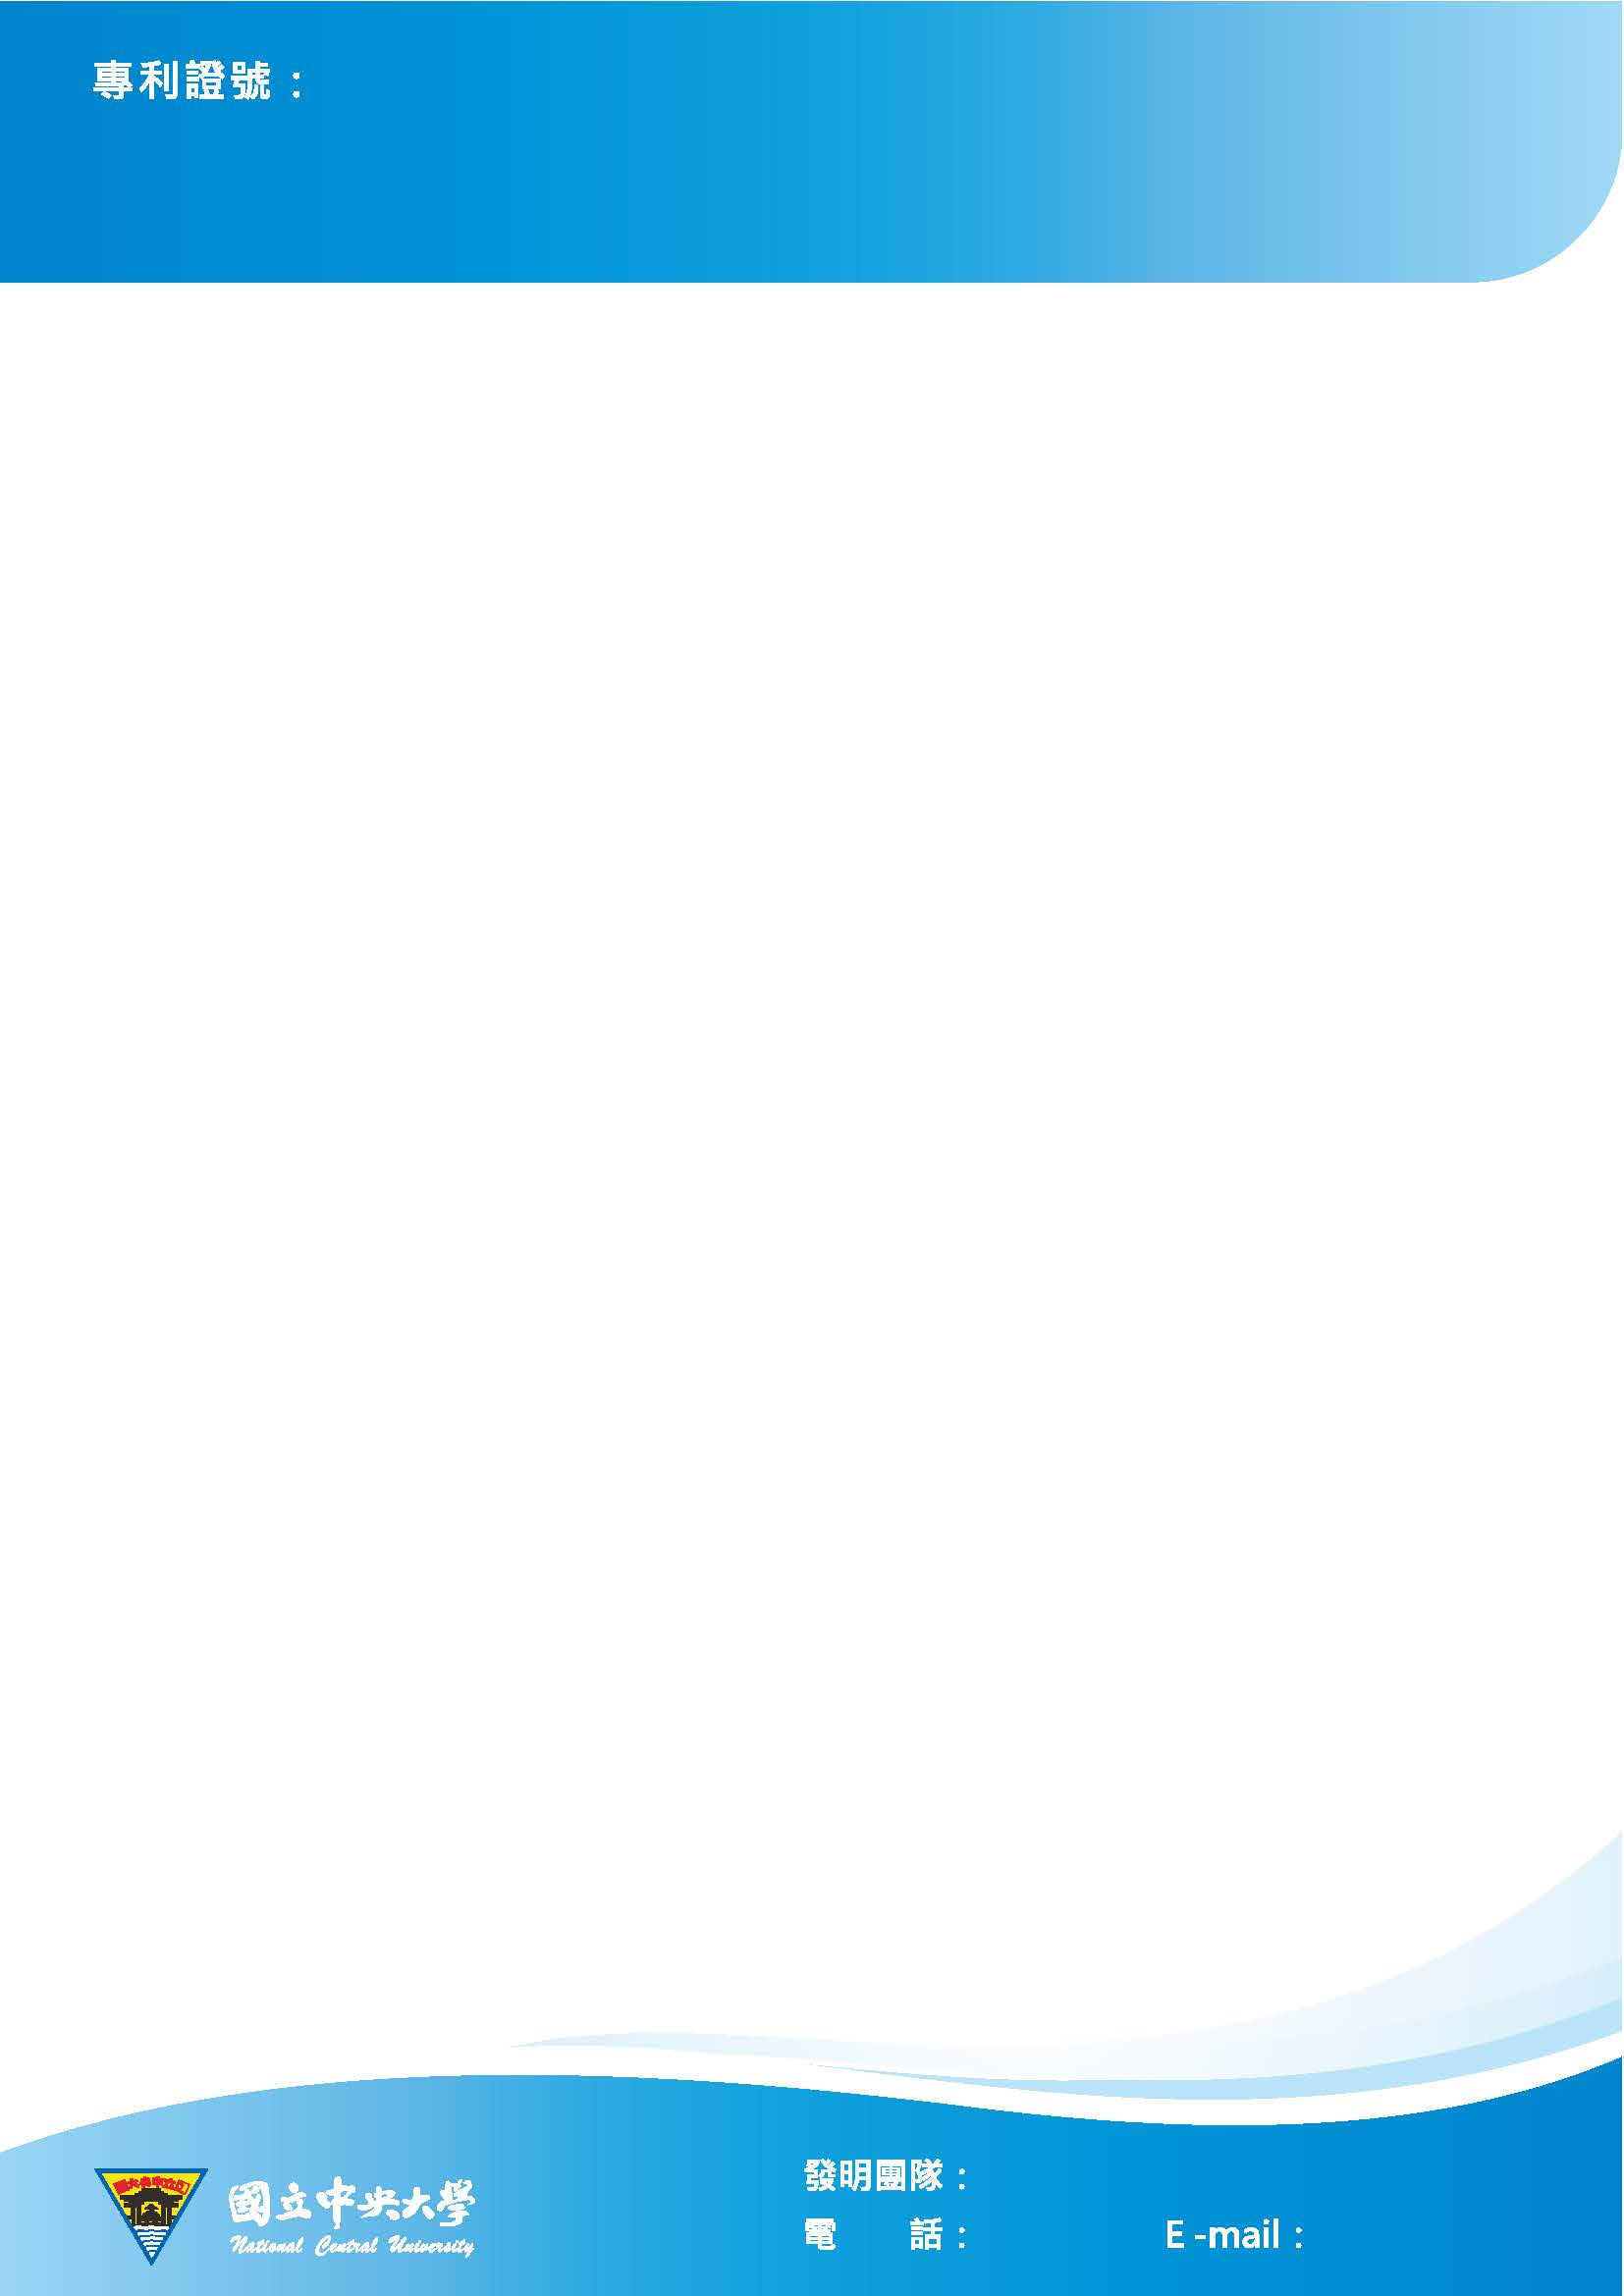 專利證號：
國立中央大學
National Central University
發明團隊：
電　　話：
E -mail：